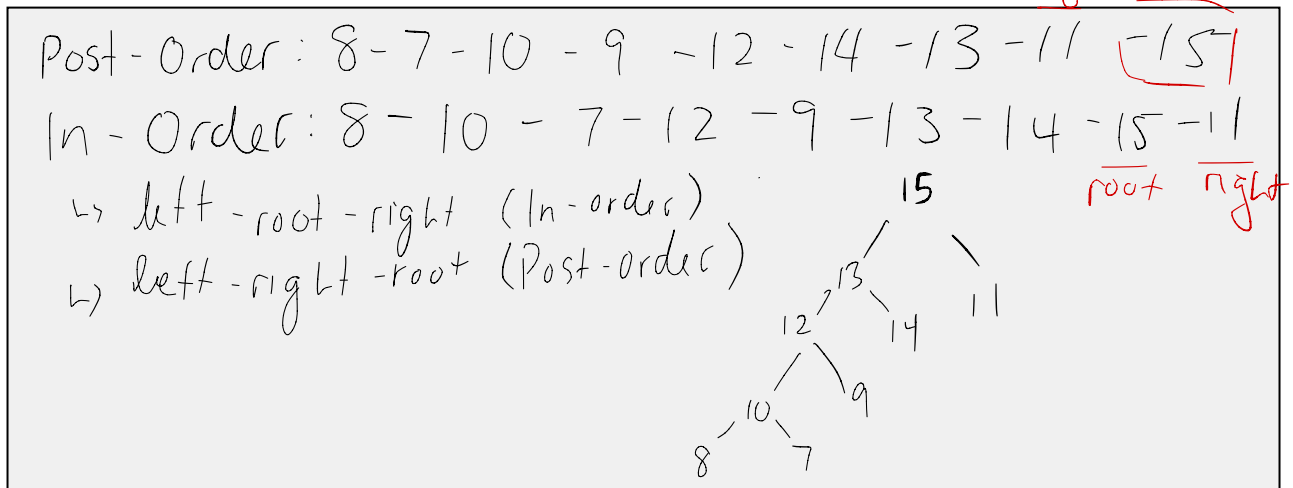 Post-Order: 8-7-10-9-12-14-13-11-15
In-Order: 8-10-7-12-9-13-14-15-11
root right
↳ left-root-right (In-order)
↳ left-right-root (Post-order)
15
13
11
12
14
10
9
8
7